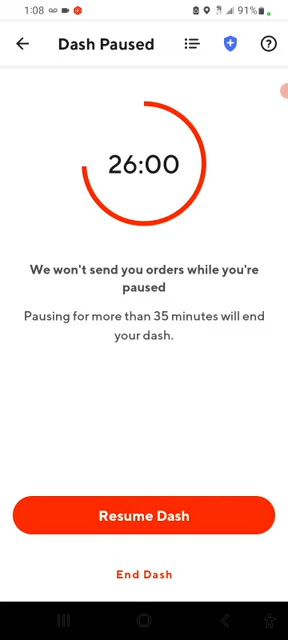 1:08
91%
Dash Paused
26:00
We won't send you orders while you're
paused
Pausing for more than 35 minutes will end
your dash.
Resume Dash
End Dash